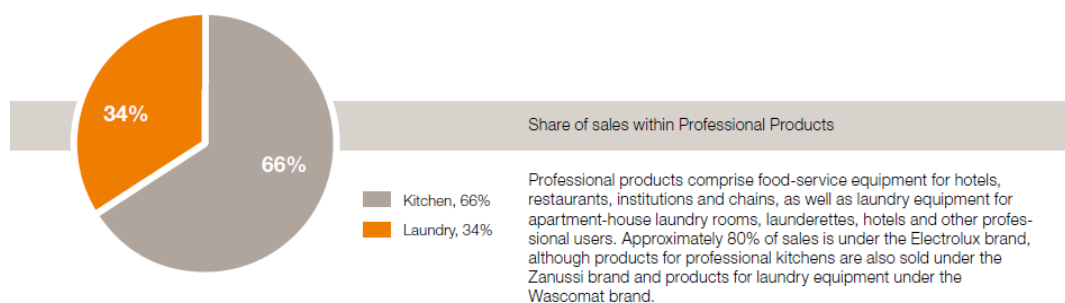 34%
66%
Kitchen, 66%
Laundry, 34%
Share of sales within Professional Products
Professional products comprise food-service equipment for hotels,
restaurants, institutions and chains, as well as laundry equipment for
apartment-house laundry rooms, launderettes, hotels and other profes-
sional users. Approximately 80% of sales is under the Electrolux brand,
although products for professional kitchens are also sold under the
Zanussi brand and products for laundry equipment under the
Wascomat brand.